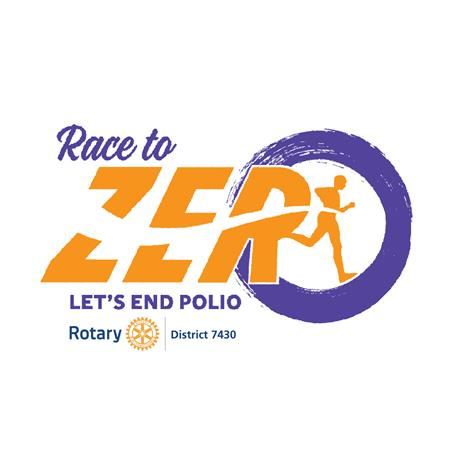 Race to
ZERO
LET'S END POLIO
Rotary
District 7430